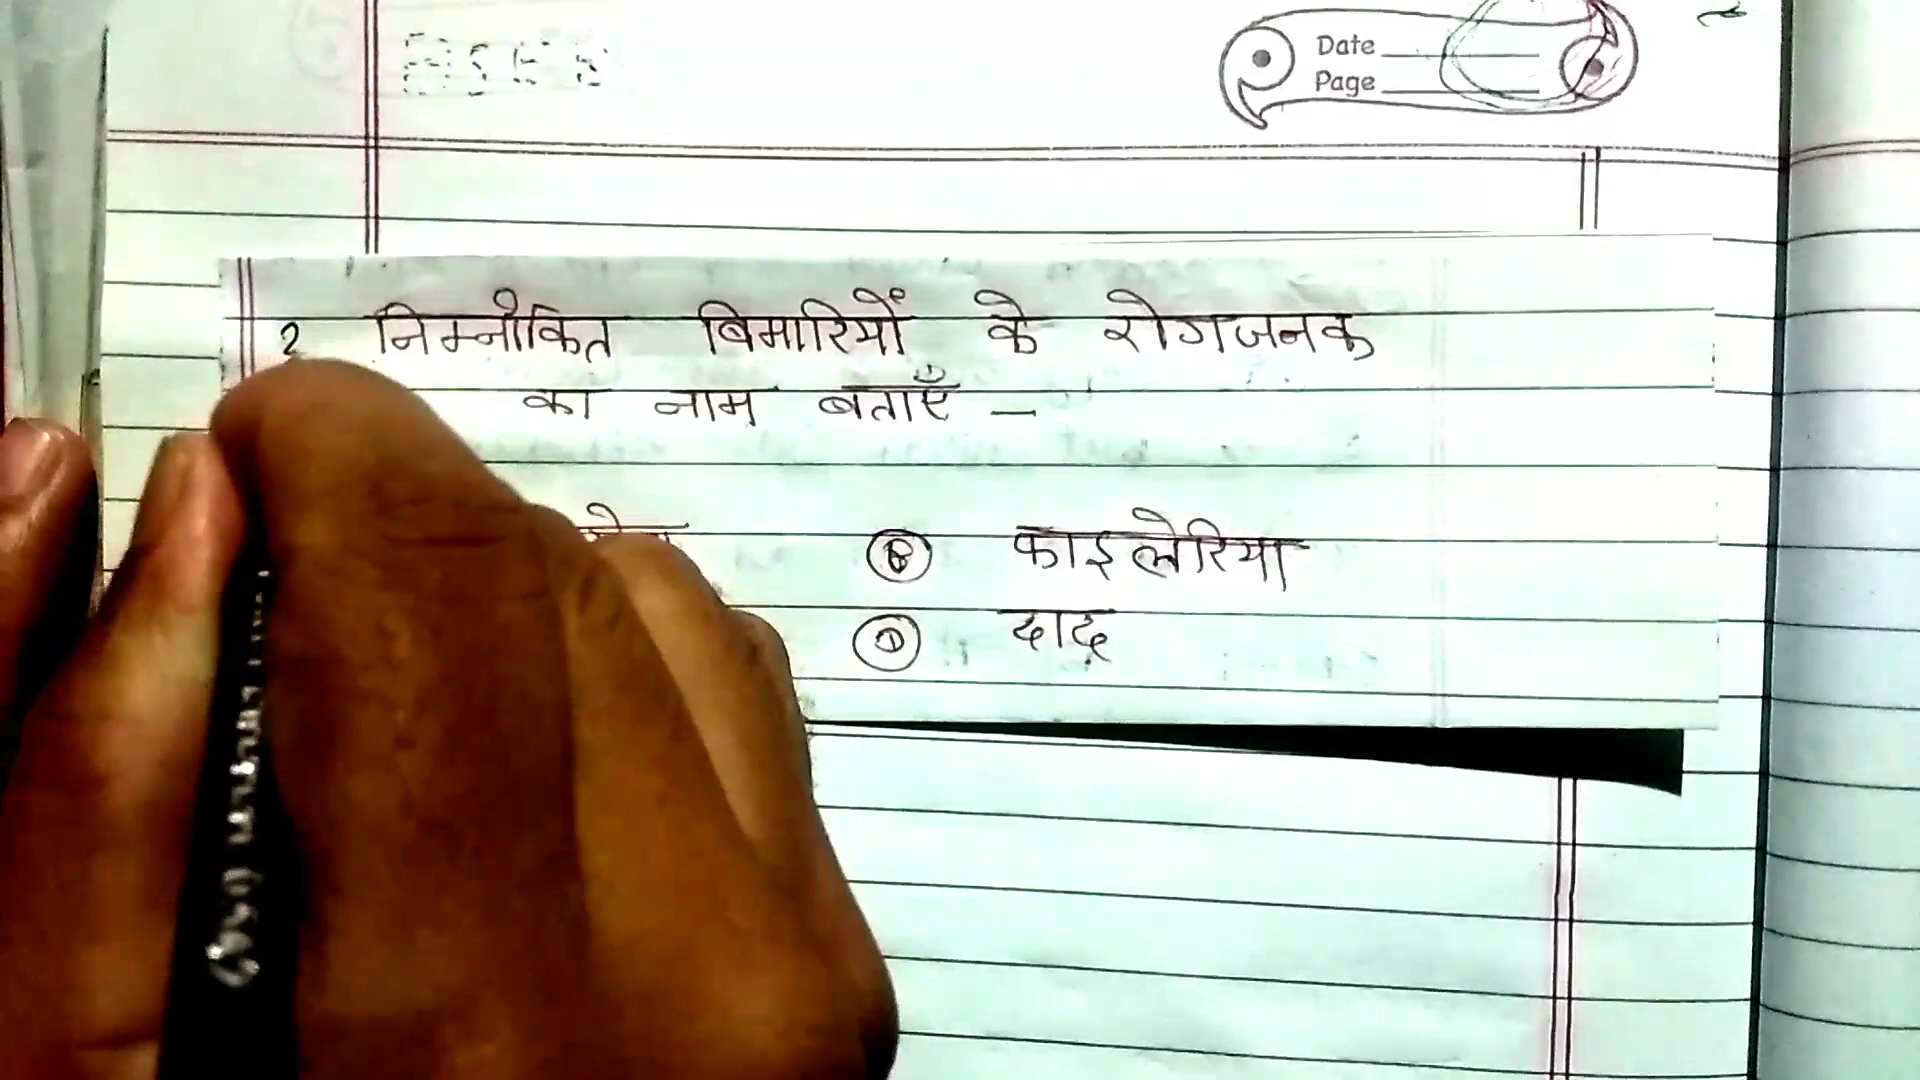 Date
Page
2 निम्नांकित बिमारियों के रोगजनक
का नाम बताएँ –
B फाइलेरिया
D दाद